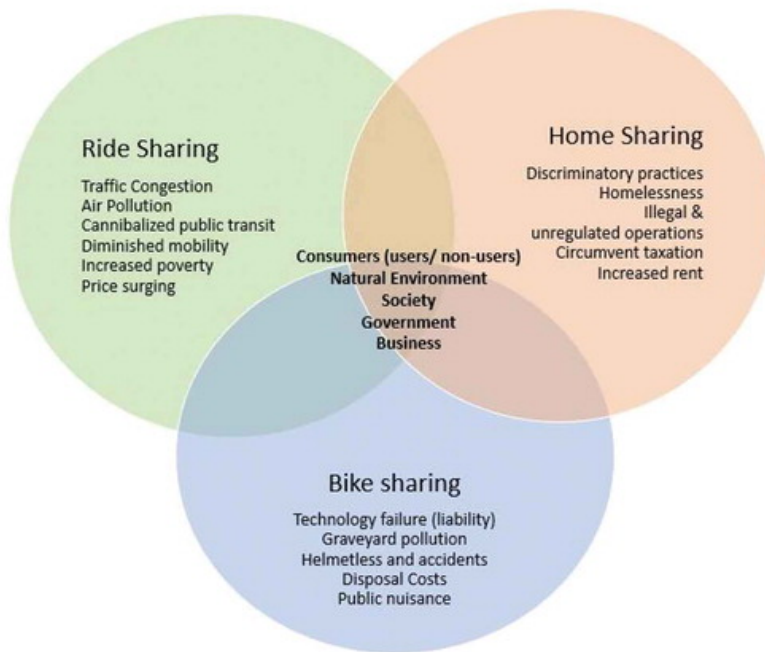 Ride Sharing
Traffic Congestion
Air Pollution
Cannibalized public transit
Diminished mobility
Increased poverty
Price surging
Home Sharing
Discriminatory practices
Homelessness
Illegal &
unregulated operations
Circumvent taxation
Increased rent
Consumers (users/ non-users)
Natural Environment
Society
Government
Business
Bike sharing
Technology failure (liability)
Graveyard pollution
Helmetless and accidents
Disposal Costs
Public nuisance